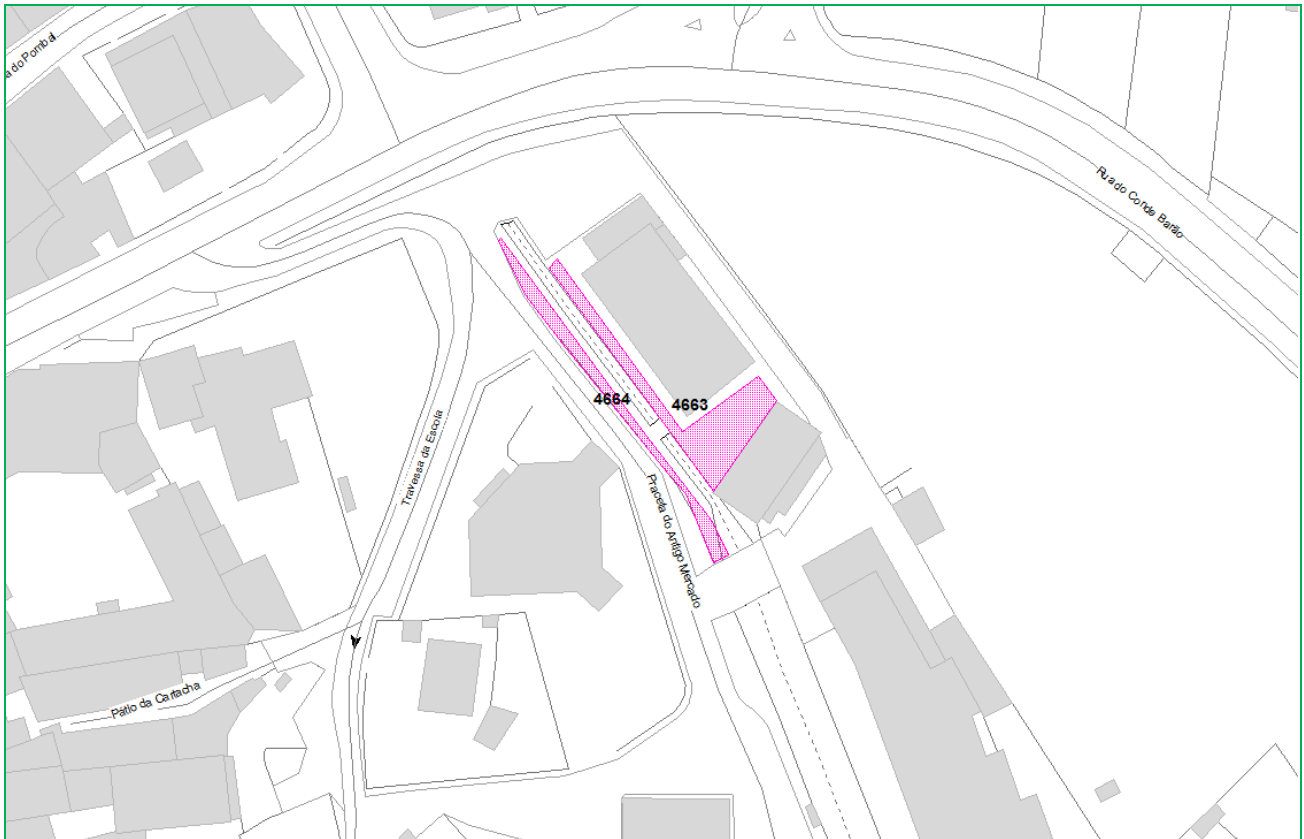 a do Pombal
Rua do Conde Barão
4664
4663
Travessa da Escola
Praceta do Antigo Mercado
Pátio da Cartacha